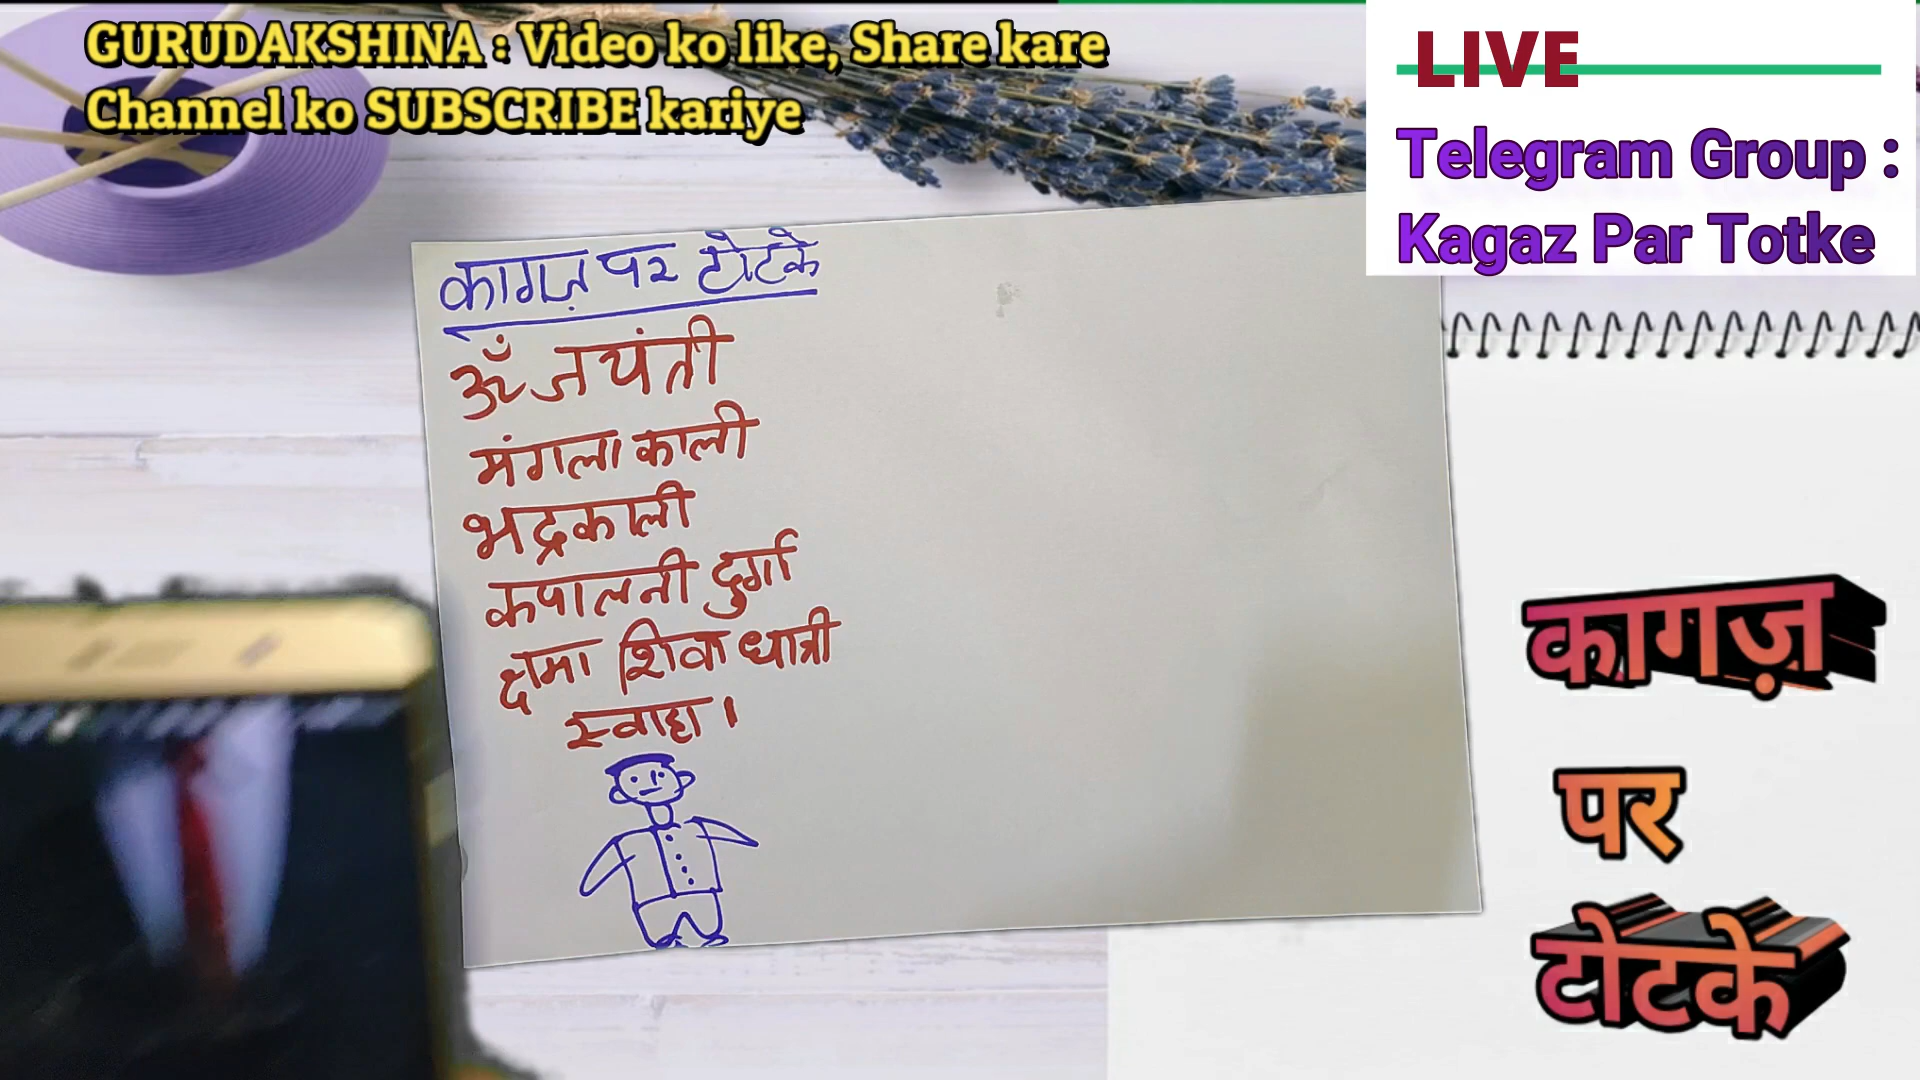 GURUDAKSHINA : Video ko like, Share kare
Channel ko SUBSCRIBE kariye
LIVE
Telegram Group :
Kagaz Par Totke
कागज़ पर टोटके
ॐ जयंती
मंगला काली
भद्रकाली
कपालनी दुर्गा
क्षमा शिवा धात्री
स्वाहा।
कागज़
पर
टोटके